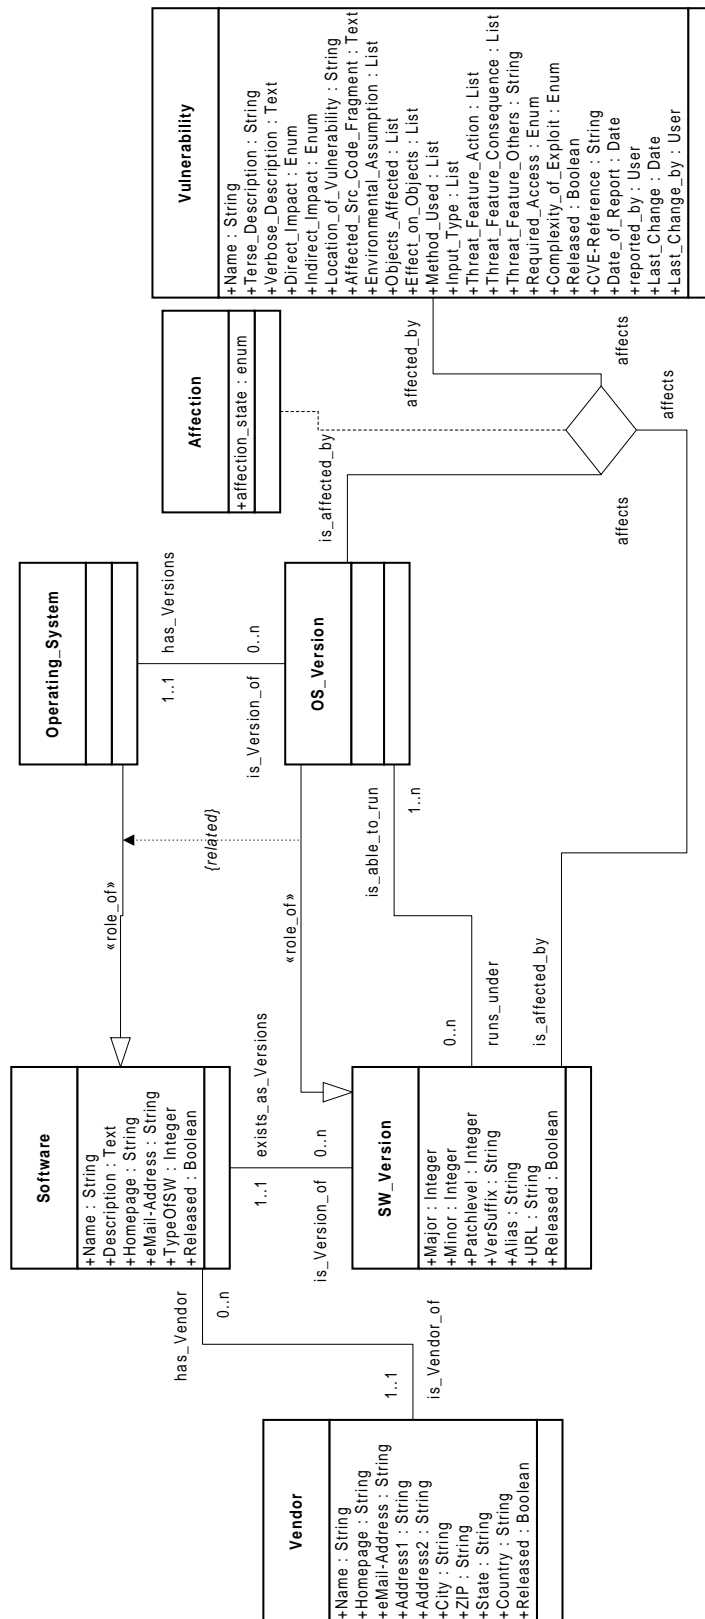 Vulnerability
+Name : String
+Terse_Description : String
+Verbose_Description : Text
+Direct_Impact : Enum
+Indirect_Impact : Enum
+Location_of_Vulnerability : String
+Affected_Src_Code_Fragment : Text
+Environmental_Assumption : List
+Objects_Affected : List
+Effect_on_Objects : List
+Method_Used : List
+Input_Type : List
+Threat_Feature_Action : List
+Threat_Feature_Consequence : List
+Threat_Feature_Others : String
+Required_Access : Enum
+Complexity_of_Exploit : Enum
+Released : Boolean
+CVE-Reference : String
+Date_of_Report : Date
+reported_by : User
+Last_Change : Date
+Last_Change_by : User
Affection
+affection_state : enum
affected_by
affects
affects
is_affected_by
affects
Operating_System
has_Versions
1..1
0..n
is_Version_of
OS_Version
{related}
«role_of»
«role_of»
is_able_to_run
1..n
0..n
runs_under
is_affected_by
Software
+Name : String
+Description : Text
+Homepage : String
+eMail-Address : String
+TypeOfSW : Integer
+Released : Boolean
exists_as_Versions
1..1
0..n
is_Version_of
SW_Version
+Major : Integer
+Minor : Integer
+Patchlevel : Integer
+VerSuffix : String
+Alias : String
+URL : String
+Released : Boolean
has_Vendor
0..n
1..1
is_Vendor_of
Vendor
+Name : String
+Homepage : String
+eMail-Address : String
+Address1 : String
+Address2 : String
+City : String
+ZIP : String
+State : String
+Country : String
+Released : Boolean